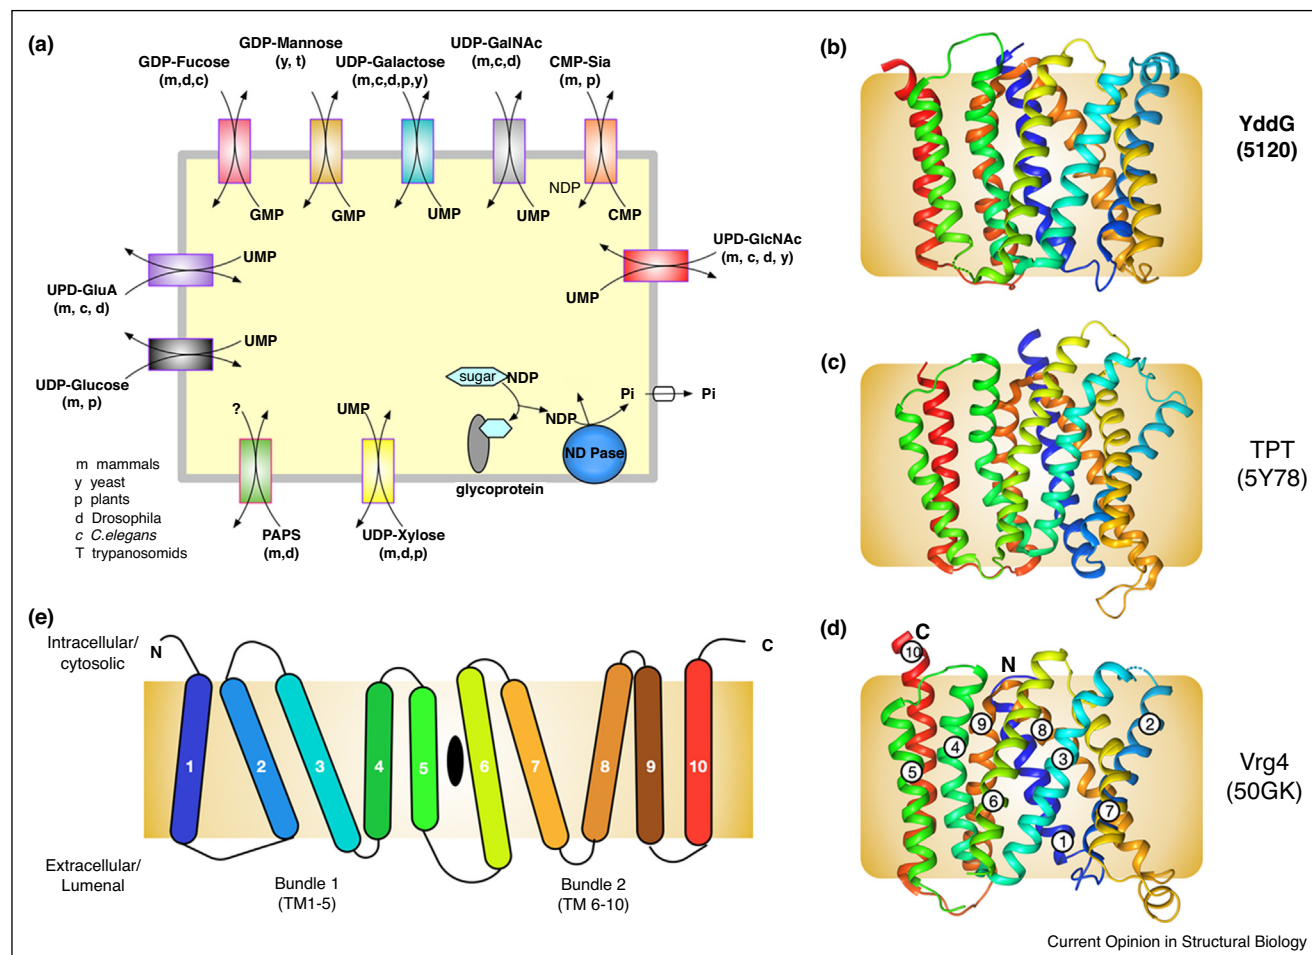 (a)
GDP-Fucose
(m,d,c)
GDP-Mannose
(y, t)
UDP-Galactose
(m,c,d,p,y)
UDP-GalNAc
(m,c,d)
CMP-Sia
(m, p)
GMP
GMP
UMP
UMP
NDP
CMP
UPD-GluA
(m, c, d)
UMP
UPD-GlcNAc
(m, c, d, y)
UMP
UDP-Glucose
(m, p)
UMP
?
PAPS
(m,d)
UMP
UDP-Xylose
(m,d,p)
sugar
NDP
NDP
glycoprotein
ND Pase
Pi
Pi
m mammals
y yeast
p plants
d Drosophila
c C.elegans
T trypanosomids
(b)
YddG
(5120)
(c)
TPT
(5Y78)
(d)
C
N
10
9
8
2
4
3
5
6
7
1
Vrg4
(50GK)
(e)
Intracellular/
cytosolic
N
C
1
2
3
4
5
6
7
8
9
10
Extracellular/
Lumenal
Bundle 1
(TM1-5)
Bundle 2
(TM 6-10)
Current Opinion in Structural Biology